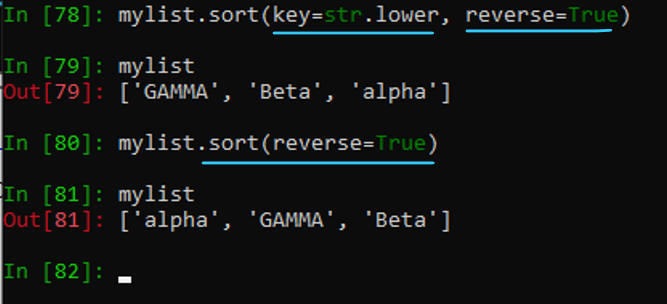 In [78]: mylist.sort(key=str.lower, reverse=True)
In [79]: mylist
Out[79]: ['GAMMA', 'Beta', 'alpha']
In [80]: mylist.sort(reverse=True)
In [81]: mylist
Out[81]: ['alpha', 'GAMMA', 'Beta']
In [82]: